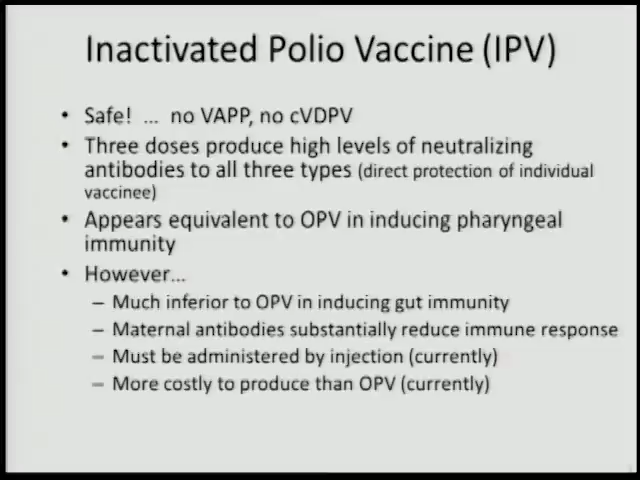 Inactivated Polio Vaccine (IPV)
• Safe! ... no VAPP, no cVDPV
• Three doses produce high levels of neutralizing
antibodies to all three types (direct protection of individual
vaccinee)
• Appears equivalent to OPV in inducing pharyngeal
immunity
• However...
– Much inferior to OPV in inducing gut immunity
– Maternal antibodies substantially reduce immune response
– Must be administered by injection (currently)
– More costly to produce than OPV (currently)